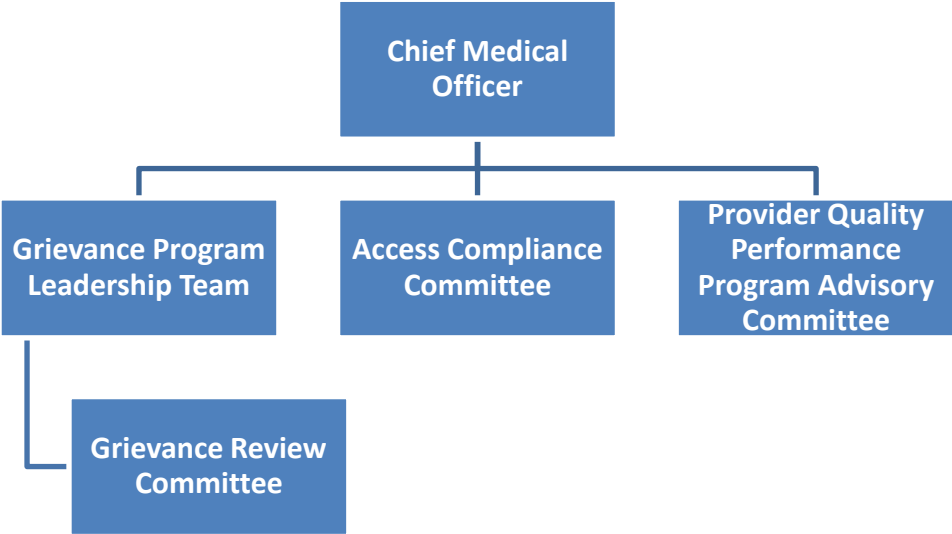 Chief Medical
Officer
Grievance Program
Leadership Team
Access Compliance
Committee
Provider Quality
Performance
Program Advisory
Committee
Grievance Review
Committee